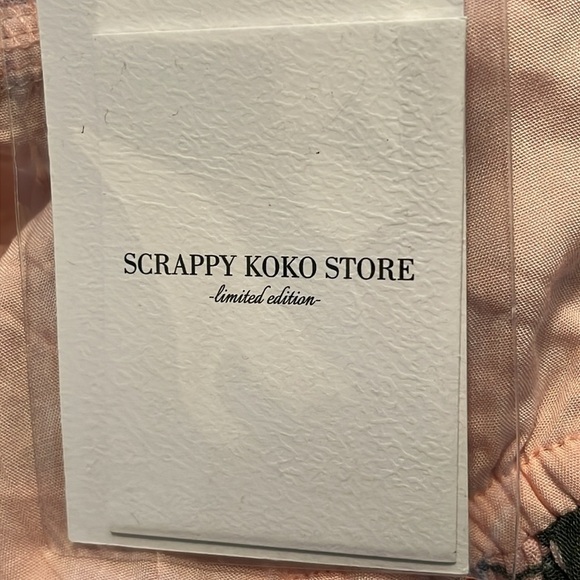 SCRAPPY KOKO STORE
-limited edition-